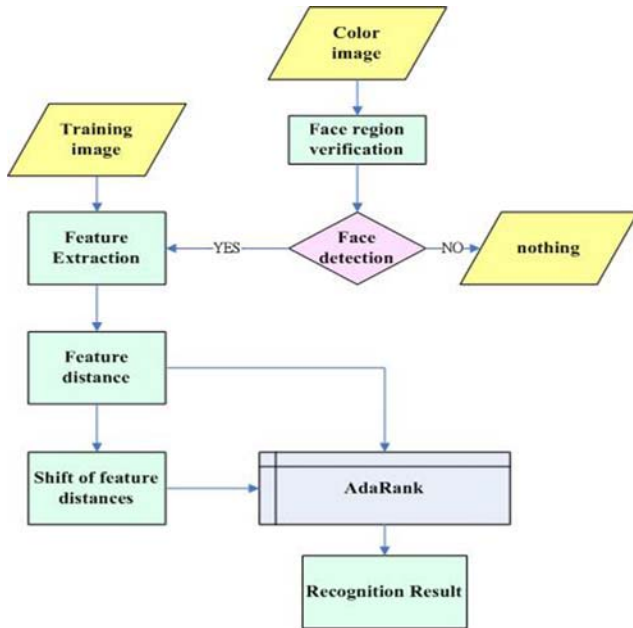 Color
image
Training
image
Face region
verification
Feature
Extraction
YES
Face
detection
NO
nothing
Feature
distance
Shift of feature
distances
AdaRank
Recognition Result